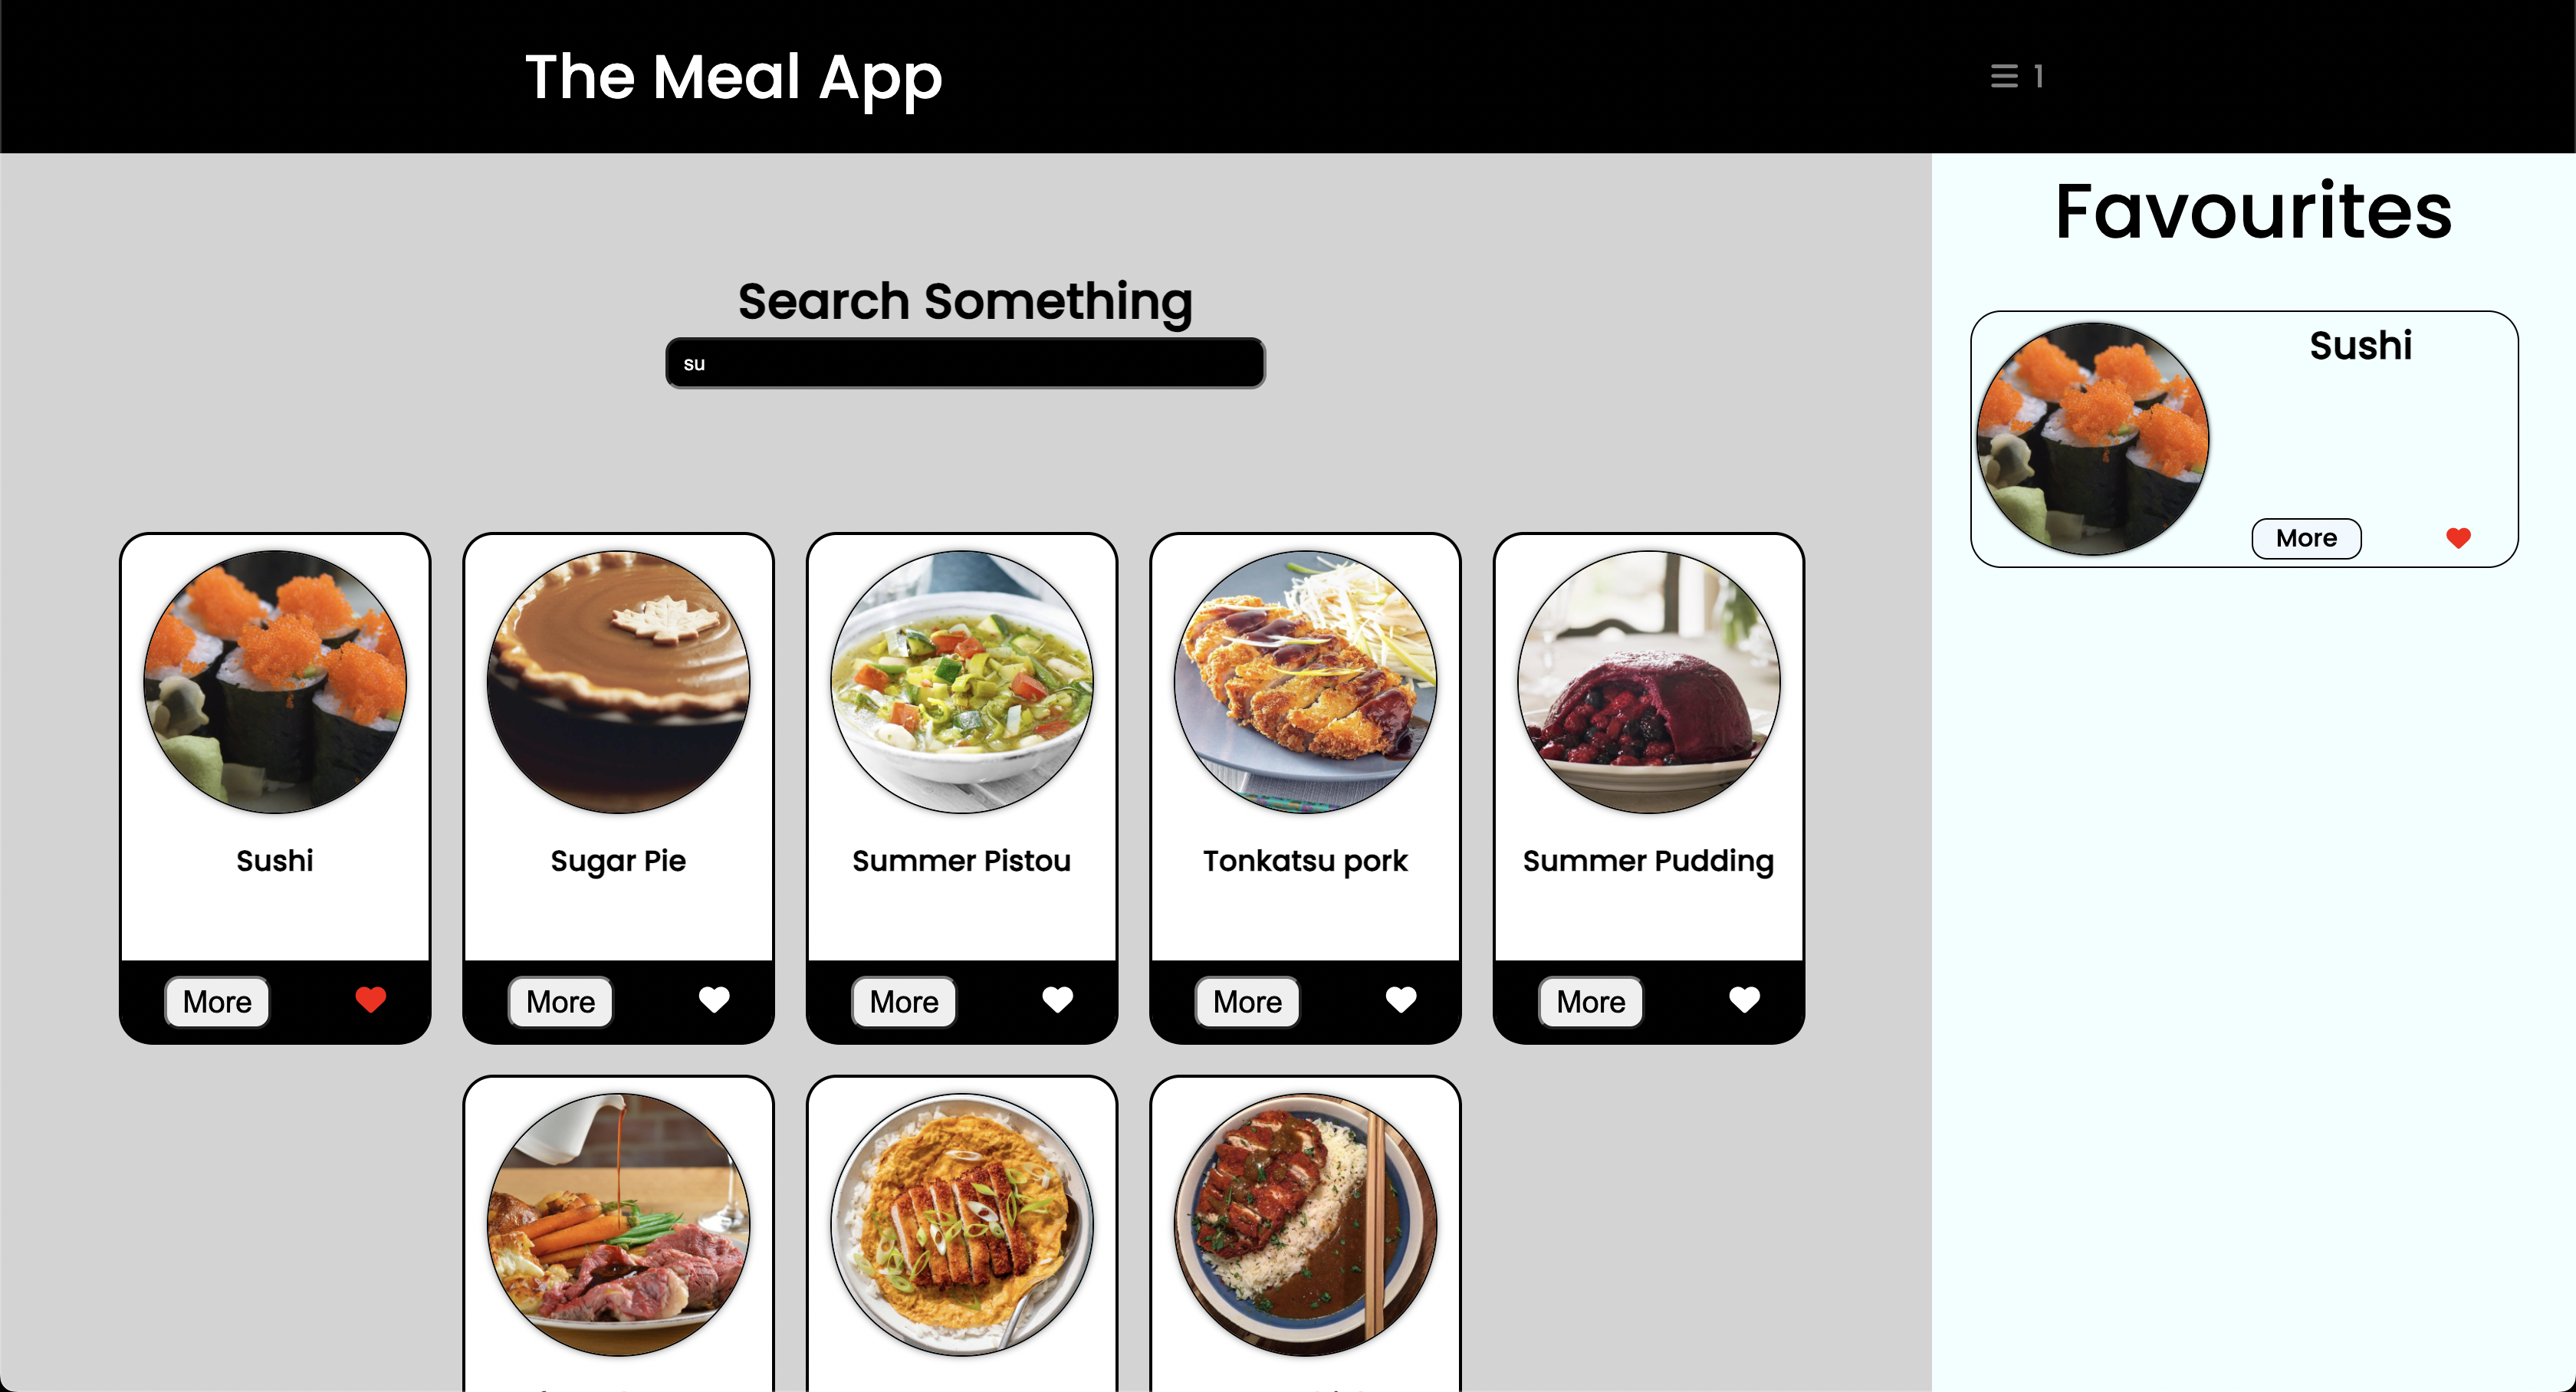 The Meal App
1
Search Something
su
Sushi
Sugar Pie
Summer Pistou
Tonkatsu pork
Summer Pudding
More
More
More
More
More
Favourites
Sushi
More